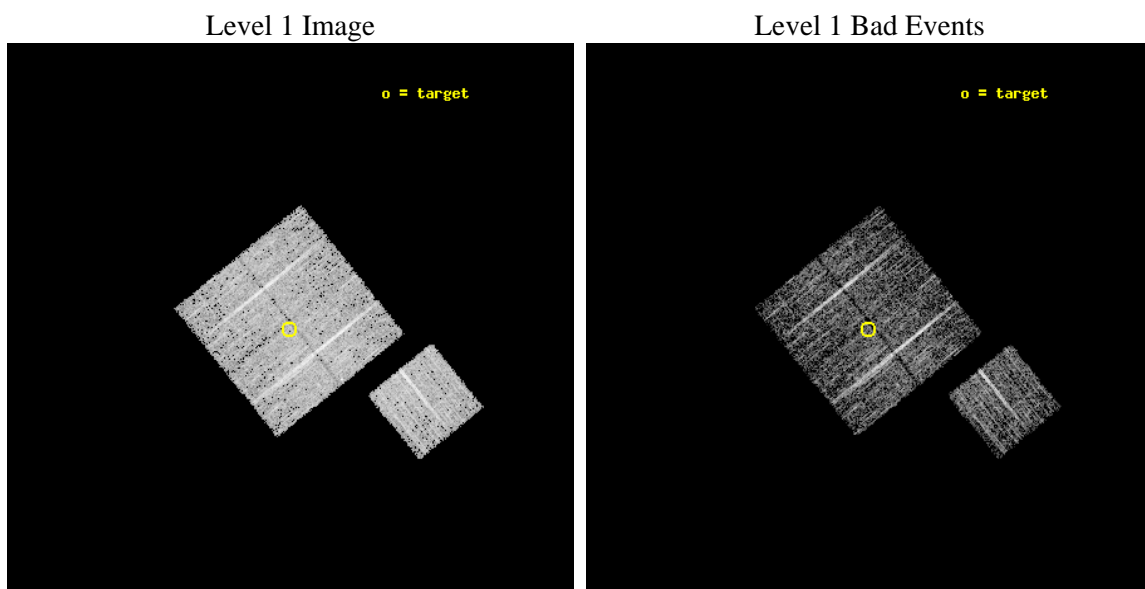 Level 1 Image
Level 1 Bad Events
o = target
o = target